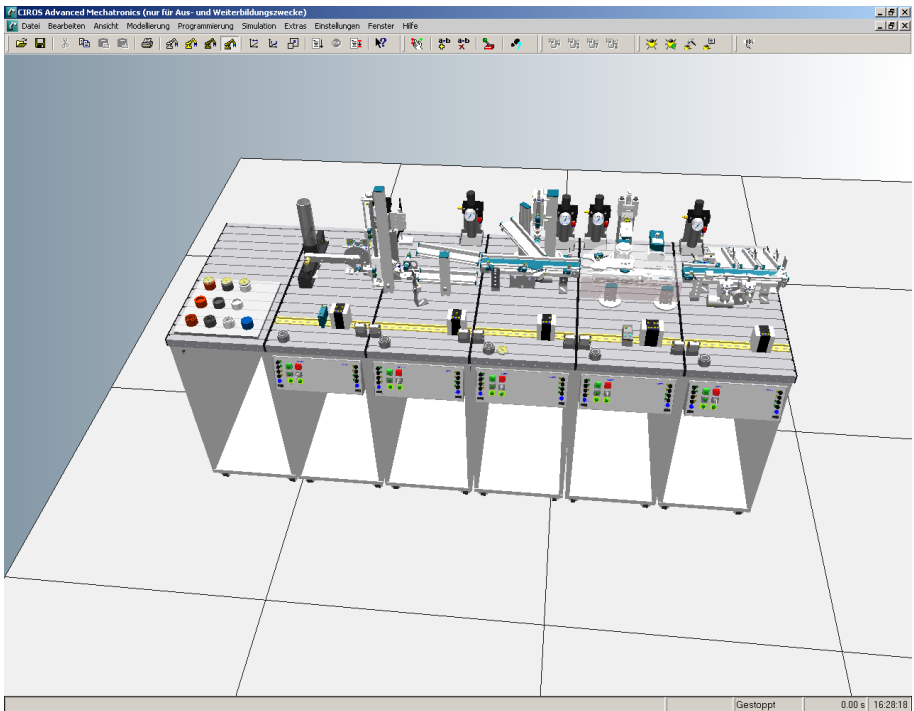 CIROS Advanced Mechatronics (nur für Aus- und Weiterbildungszwecke)
Datei Bearbeiten Ansicht Modellierung Programmierung Simulation Extras Einstellungen Fenster Hilfe
a-b a-b
Gestoppt 0.00 s 16:28:18